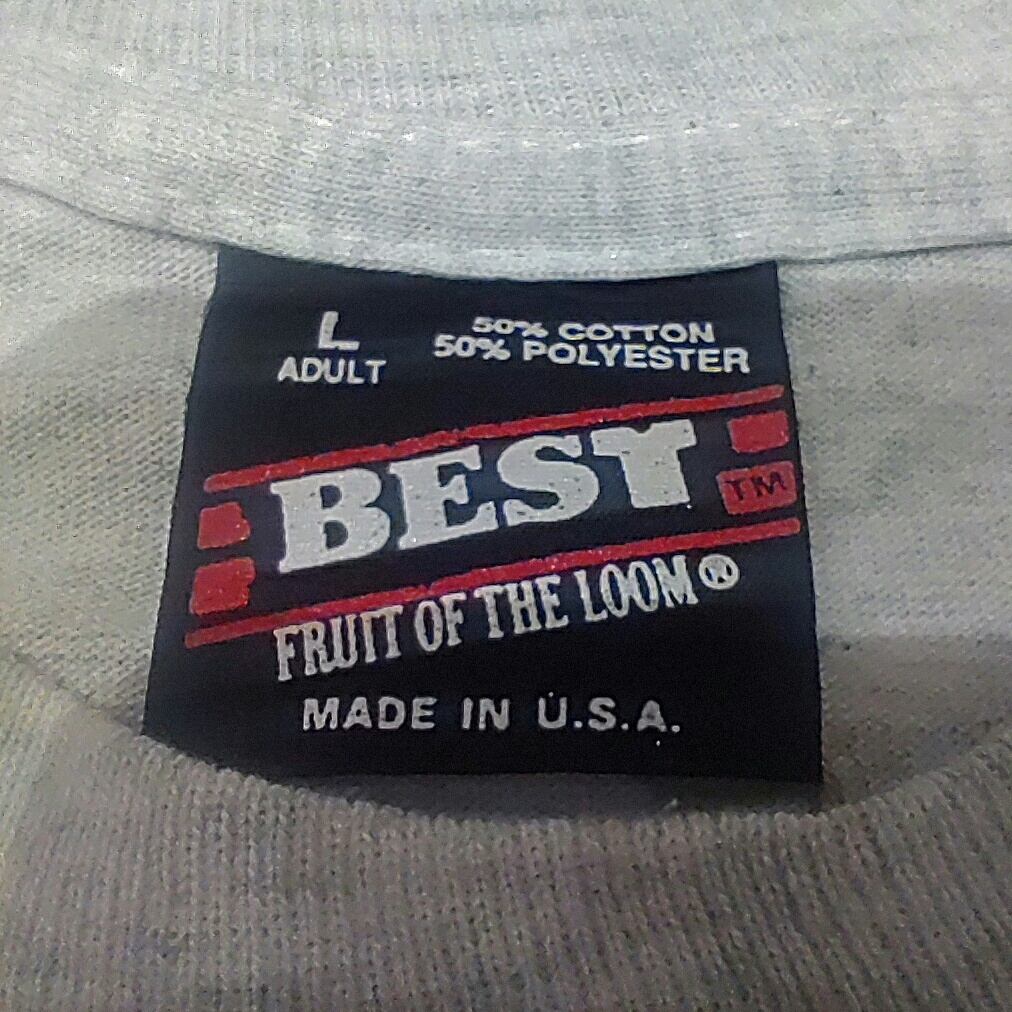 L
ADULT
50% COTTON
50% POLYESTER
BEST
TM
FRUIT OF THE LOOM®
MADE IN U.S.A.